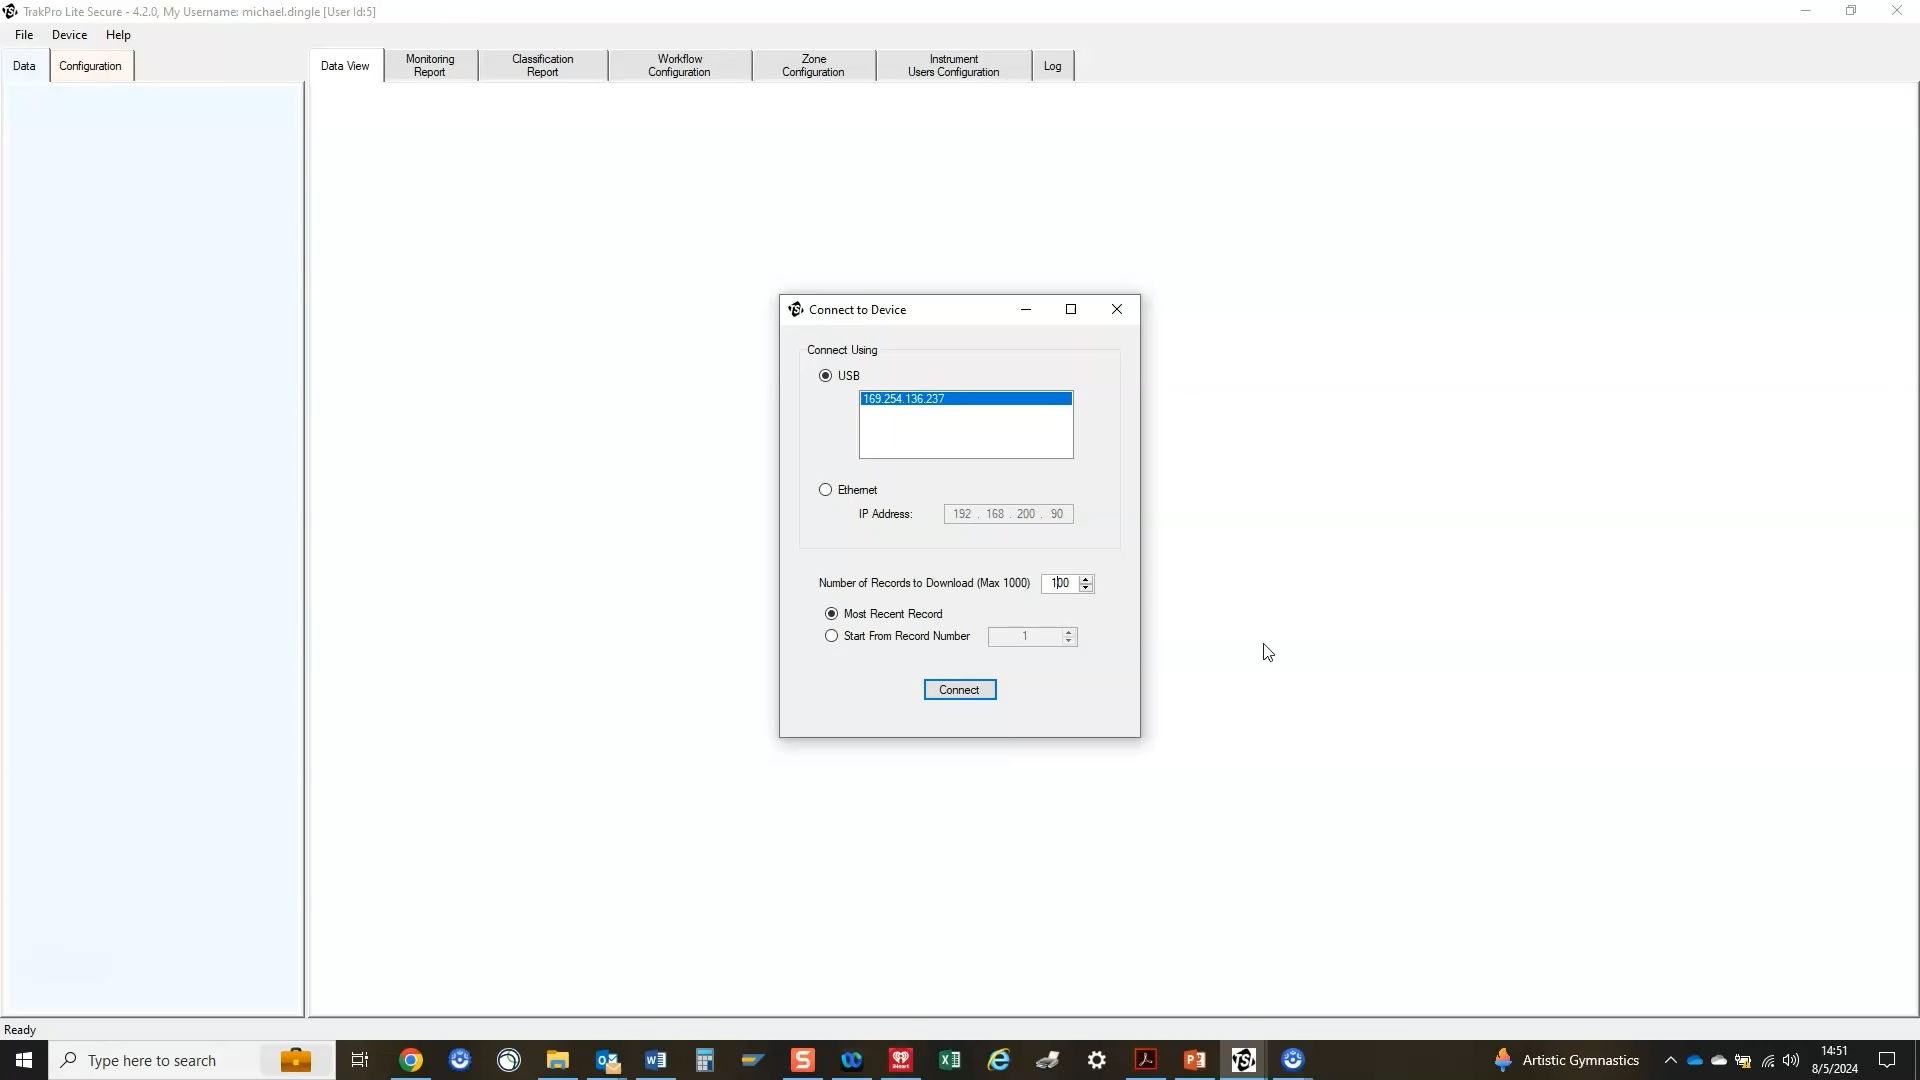 TrakPro Lite Secure - 4.2.0, My Username: michael.dingle [User Id:5]
File Device Help
Data Configuration
Data View
Monitoring
Report
Classification
Report
Workflow
Configuration
Zone
Configuration
Instrument
Users Configuration
Log
TSI Connect to Device
Connect Using
USB
169.254.136.237
Ethernet
IP Address: 192 . 168 . 200 . 90
Number of Records to Download (Max 1000) 100
Most Recent Record
Start From Record Number 1
Connect
Ready
Type here to search
Artistic Gymnastics
14:51
8/5/2024